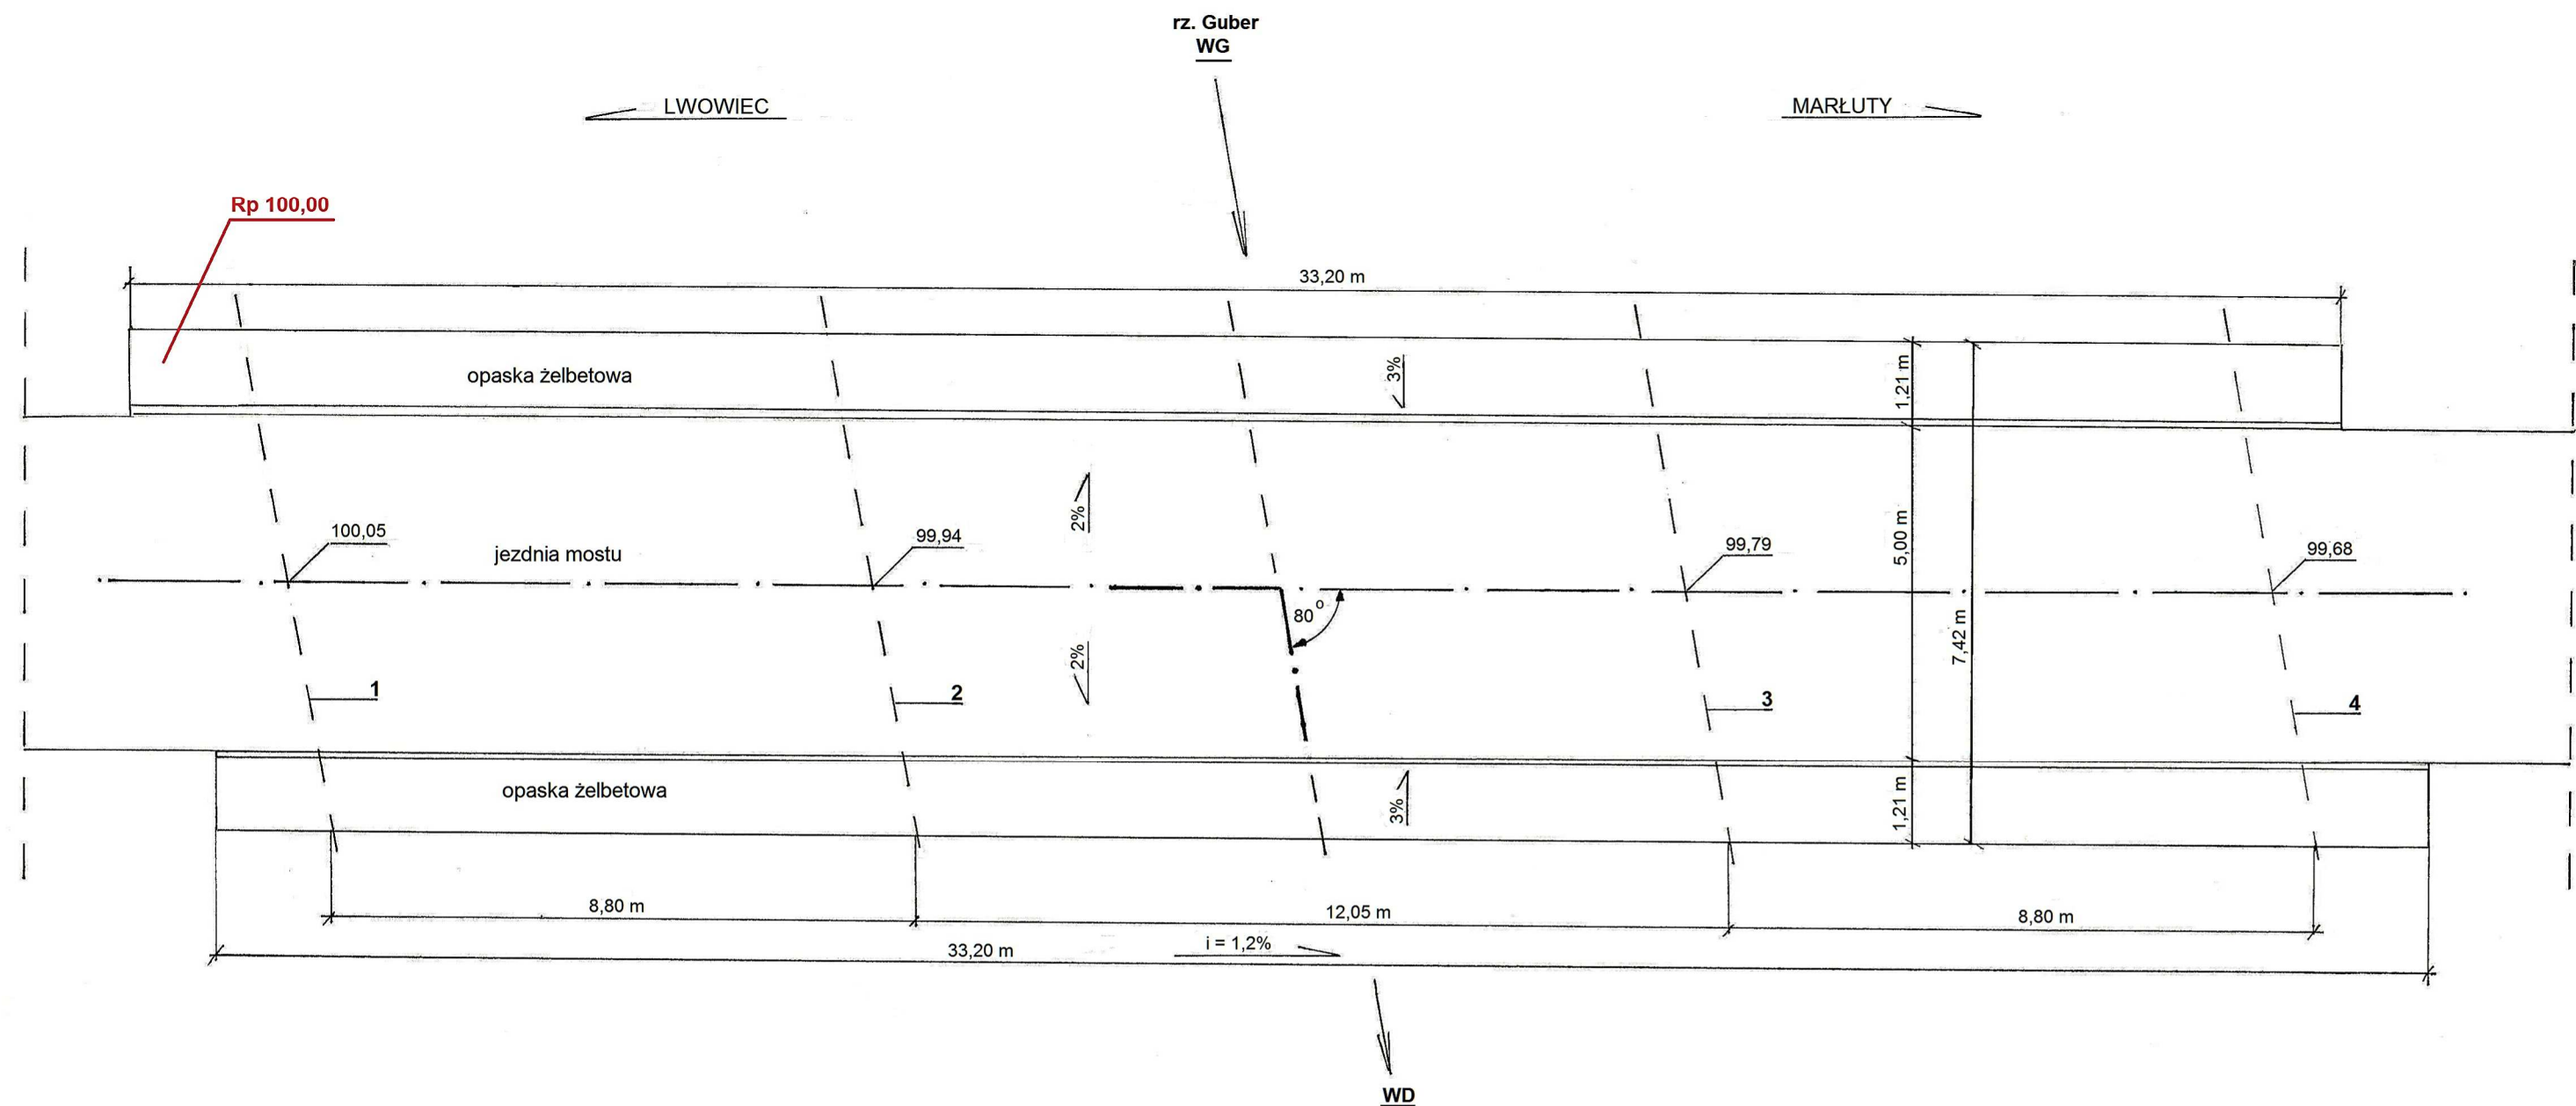 rz. Guber
WG
LWOWIEC
MARŁUTY
Rp 100,00
33,20 m
opaska żelbetowa
3%
1,21 m
100,05
jezdnia mostu
99,94
2%
99,79
5,00 m
99,68
80°
7,42 m
2%
1
2
3
4
opaska żelbetowa
3%
1,21 m
8,80 m
12,05 m
8,80 m
33,20 m
i = 1,2%
WD